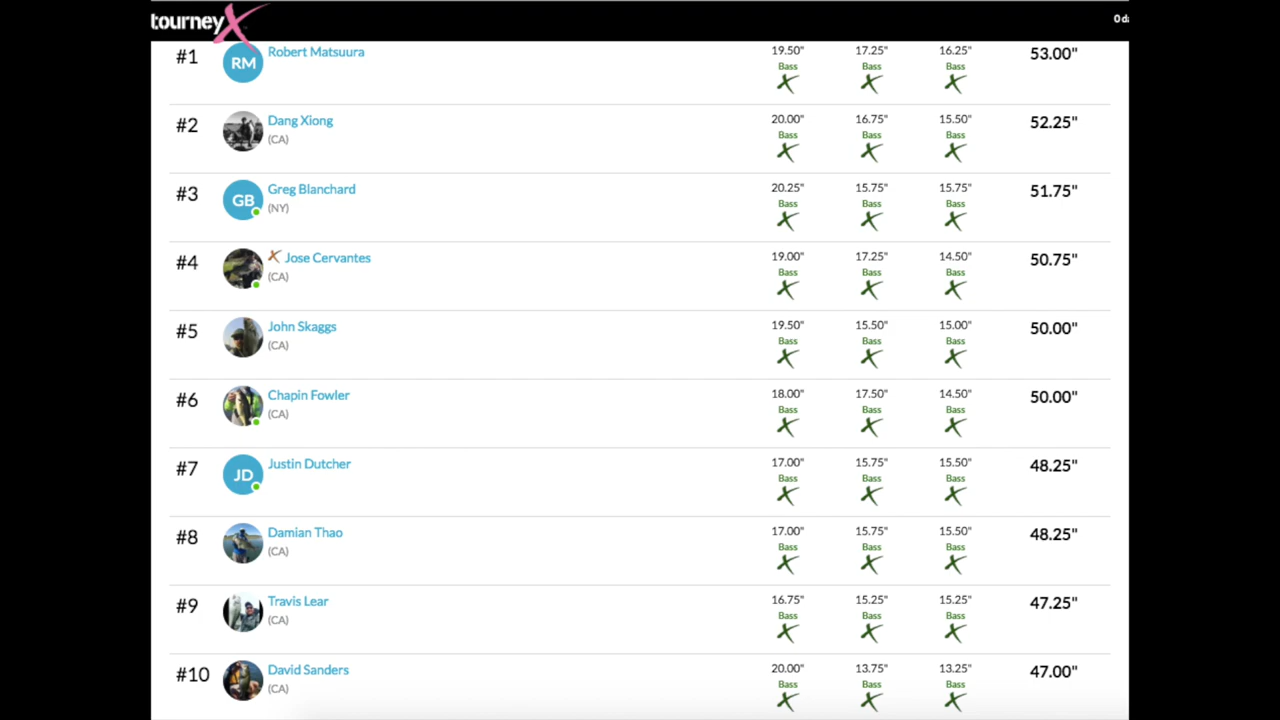 tourneyX
0 da
#1 RM Robert Matsuura 19.50" 17.25" 16.25" 53.00"
Bass Bass Bass
#2 Dang Xiong 20.00" 16.75" 15.50" 52.25"
(CA) Bass Bass Bass
#3 GB Greg Blanchard 20.25" 15.75" 15.75" 51.75"
(NY) Bass Bass Bass
#4 Jose Cervantes 19.00" 17.25" 14.50" 50.75"
(CA) Bass Bass Bass
#5 John Skaggs 19.50" 15.50" 15.00" 50.00"
(CA) Bass Bass Bass
#6 Chapin Fowler 18.00" 17.50" 14.50" 50.00"
(CA) Bass Bass Bass
#7 JD Justin Dutcher 17.00" 15.75" 15.50" 48.25"
Bass Bass Bass
#8 Damian Thao 17.00" 15.75" 15.50" 48.25"
(CA) Bass Bass Bass
#9 Travis Lear 16.75" 15.25" 15.25" 47.25"
(CA) Bass Bass Bass
#10 David Sanders 20.00" 13.75" 13.25" 47.00"
(CA) Bass Bass Bass